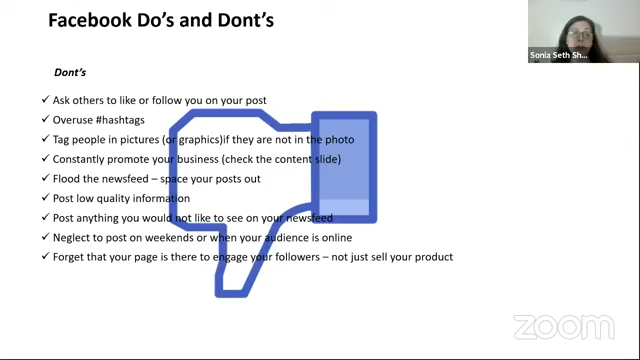 Facebook Do's and Dont's
Sonia Seth Sh...
Dont's
✓ Ask others to like or follow you on your post
✓ Overuse #hashtags
✓ Tag people in pictures (or graphics)if they are not in the photo
✓ Constantly promote your business (check the content slide)
✓ Flood the newsfeed – space your posts out
✓ Post low quality information
✓ Post anything you would not like to see on your newsfeed
✓ Neglect to post on weekends or when your audience is online
✓ Forget that your page is there to engage your followers – not just sell your product
zoom